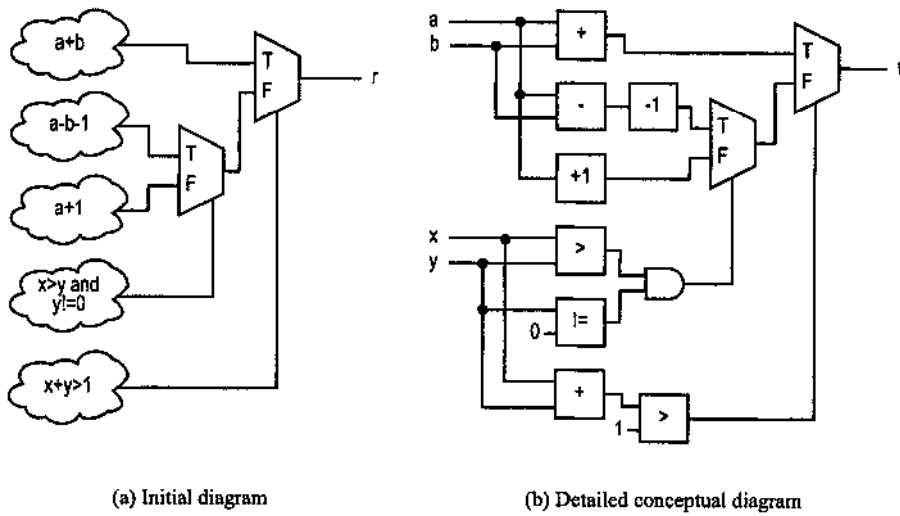 a+b
T
F
r
a-b-1
T
F
a+1
x>y and
y!=0
x+y>1
(a) Initial diagram
a
b
+
T
F
r
-
-1
T
F
+1
x
y
>
0
!=
+
1
>
(b) Detailed conceptual diagram